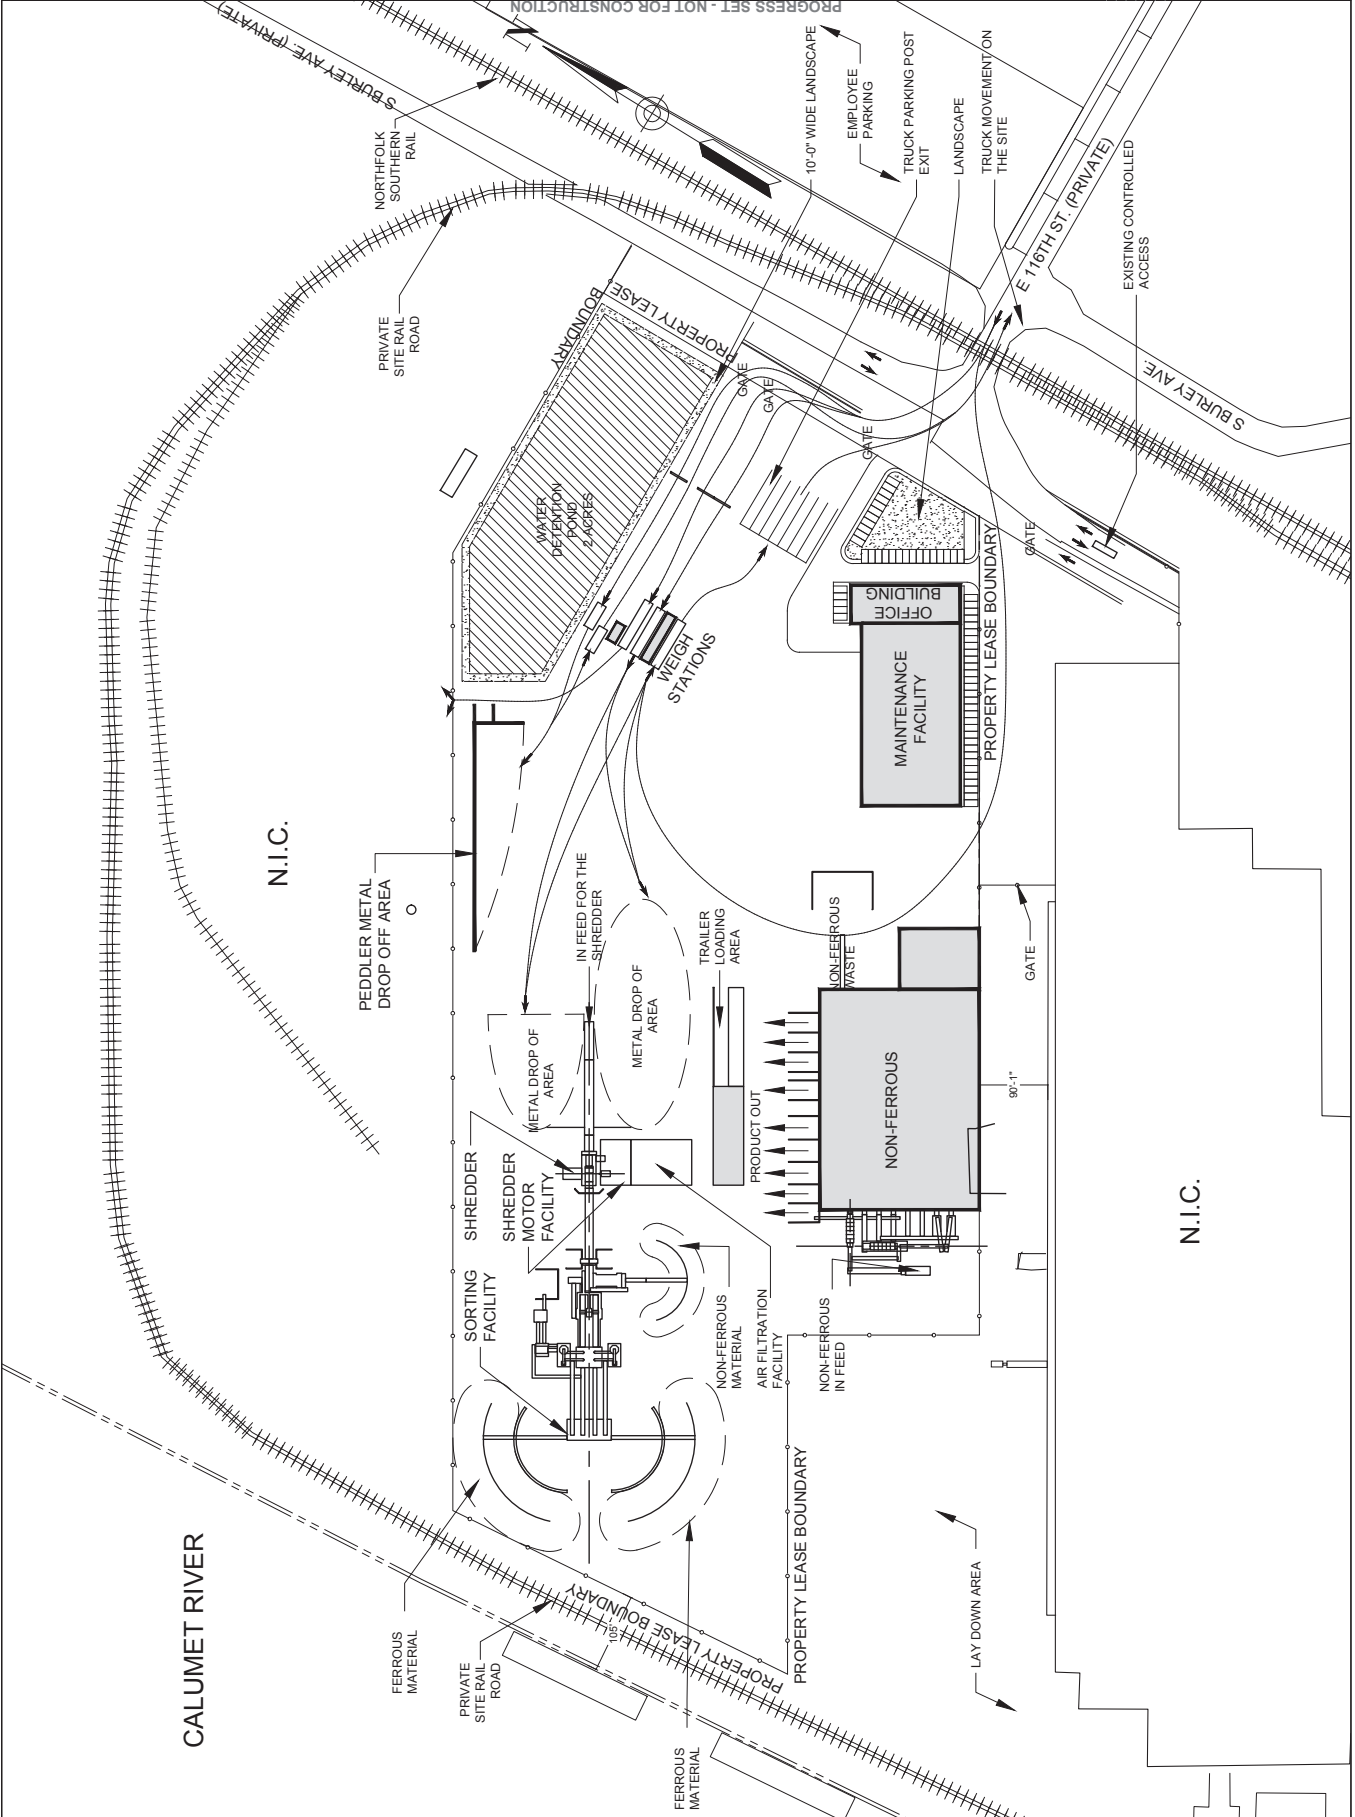 PROGRESS SET - NOT FOR CONSTRUCTION
S BURLEY AVE. (PRIVATE)
NORTHFOLK
SOUTHERN
RAIL
PRIVATE
SITE RAIL
ROAD
10'-0" WIDE LANDSCAPE
EMPLOYEE
PARKING
TRUCK PARKING POST
EXIT
LANDSCAPE
TRUCK MOVEMENT ON
THE SITE
E 116TH ST. (PRIVATE)
EXISTING CONTROLLED
ACCESS
S BURLEY AVE.
PROPERTY LEASE
BOUNDARY
GATE
GATE
GATE
GATE
WATER
DETENTION
POND
2 ACRES
WEIGH
STATIONS
OFFICE
BUILDING
MAINTENANCE
FACILITY
PROPERTY LEASE BOUNDARY
N.I.C.
PEDDLER METAL
DROP OFF AREA
IN FEED FOR THE
SHREDDER
METAL DROP OF
AREA
METAL DROP OF
AREA
TRAILER
LOADING
AREA
NON-FERROUS
WASTE
GATE
PRODUCT OUT
NON-FERROUS
90'-1"
SHREDDER
SHREDDER
MOTOR
FACILITY
SORTING
FACILITY
NON-FERROUS
MATERIAL
AIR FILTRATION
FACILITY
NON-FERROUS
IN FEED
N.I.C.
CALUMET RIVER
FERROUS
MATERIAL
PRIVATE
SITE RAIL
ROAD
105'
PROPERTY LEASE BOUNDARY
PROPERTY LEASE BOUNDARY
FERROUS
MATERIAL
LAY DOWN AREA